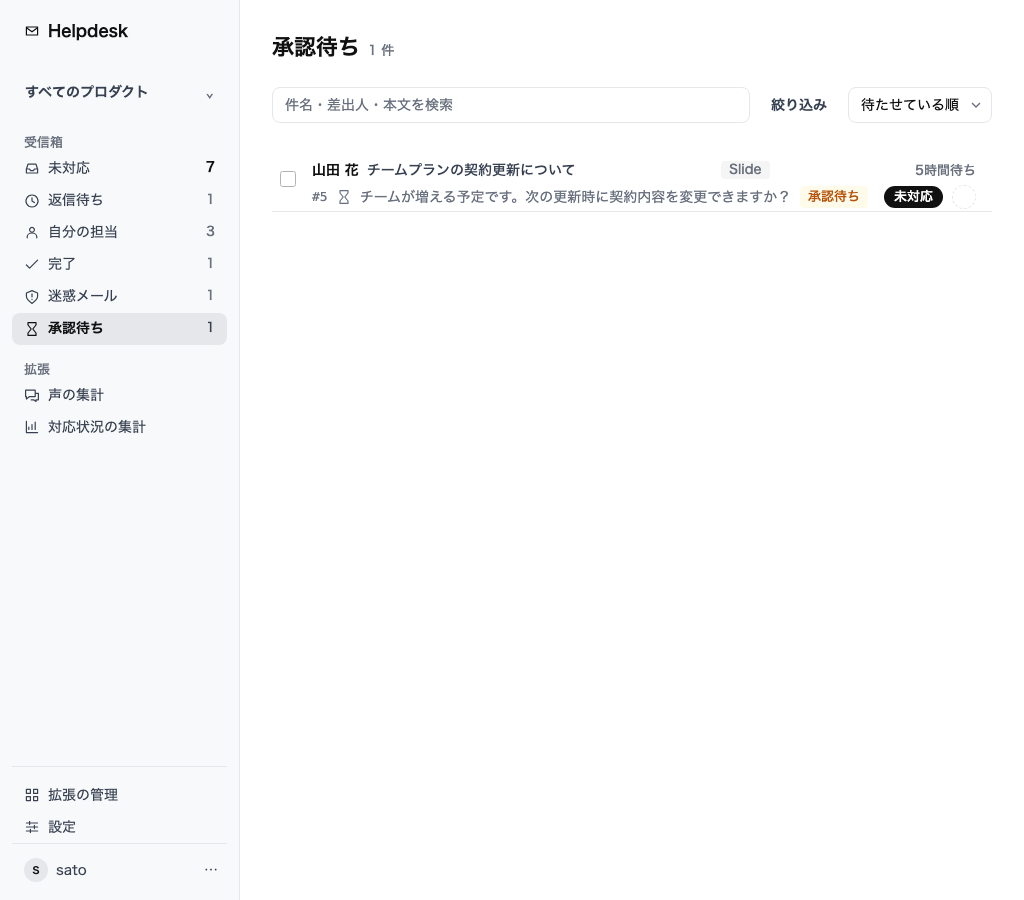 Helpdesk
すべてのプロダクト
受信箱
未対応 7
返信待ち 1
自分の担当 3
完了 1
迷惑メール 1
承認待ち 1
拡張
声の集計
対応状況の集計
拡張の管理
設定
S sato ···
承認待ち 1 件
件名・差出人・本文を検索 絞り込み 待たせている順
山田 花 チームプランの契約更新について Slide 5時間待ち
#5 チームが増える予定です。次の更新時に契約内容を変更できますか？ 承認待ち 未対応